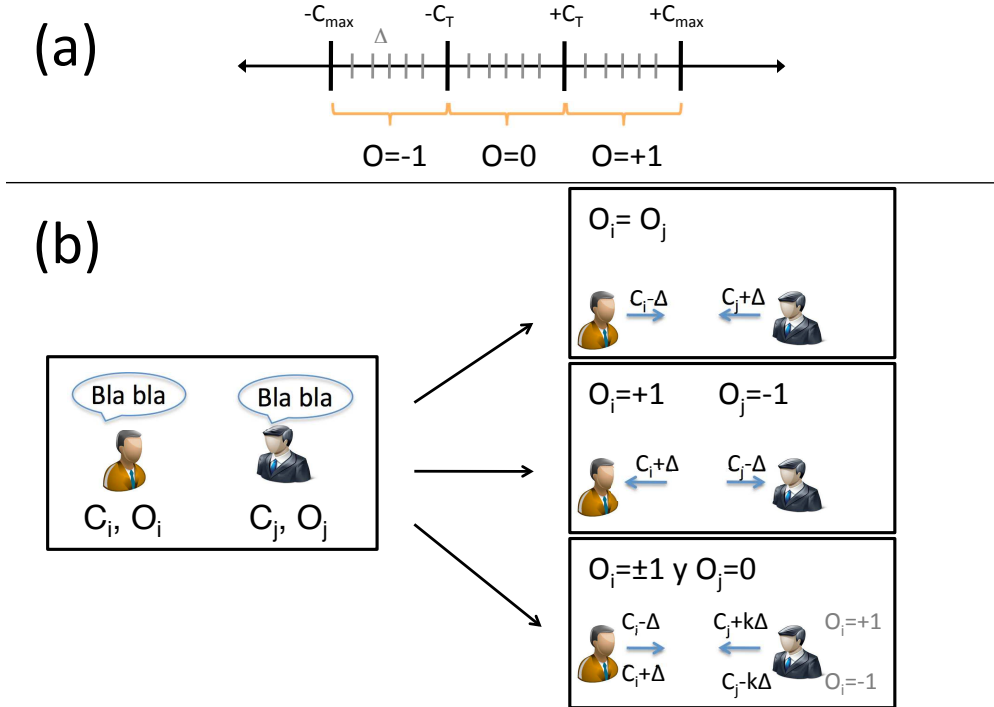 (a)
-C_max -C_T +C_T +C_max
Δ
O=-1 O=0 O=+1
(b)
Bla bla Bla bla
C_i, O_i C_j, O_j
O_i= O_j
C_i-Δ C_j+Δ
O_i=+1 O_j=-1
C_i+Δ C_j-Δ
O_i=±1 y O_j=0
C_i-Δ C_j+kΔ O_i=+1
C_i+Δ C_j-kΔ O_i=-1